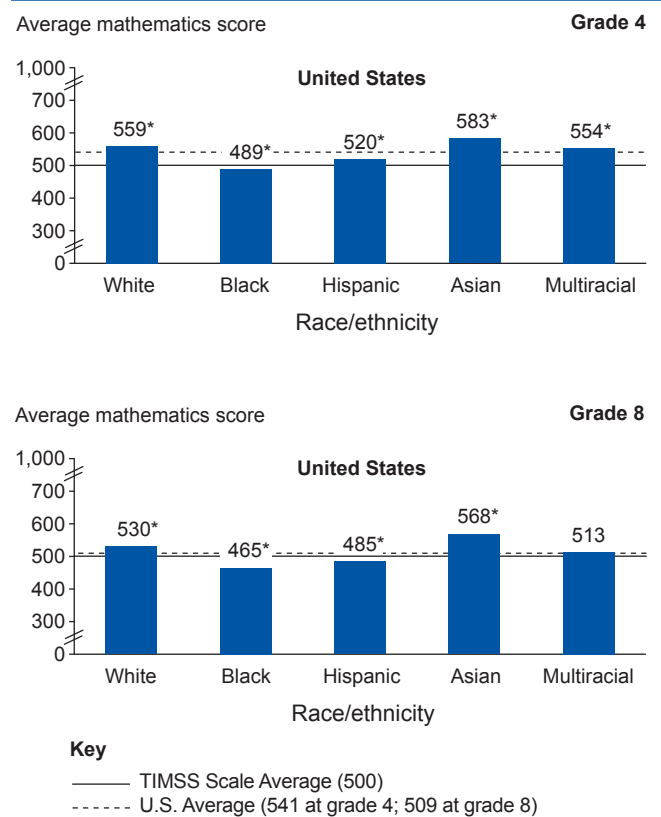 Average mathematics score Grade 4
1,000
United States
700
600
500
400
300
0
559* 489* 520* 583* 554*
White Black Hispanic Asian Multiracial
Race/ethnicity
Average mathematics score Grade 8
1,000
United States
700
600
500
400
300
0
530* 465* 485* 568* 513
White Black Hispanic Asian Multiracial
Race/ethnicity
Key
TIMSS Scale Average (500)
U.S. Average (541 at grade 4; 509 at grade 8)